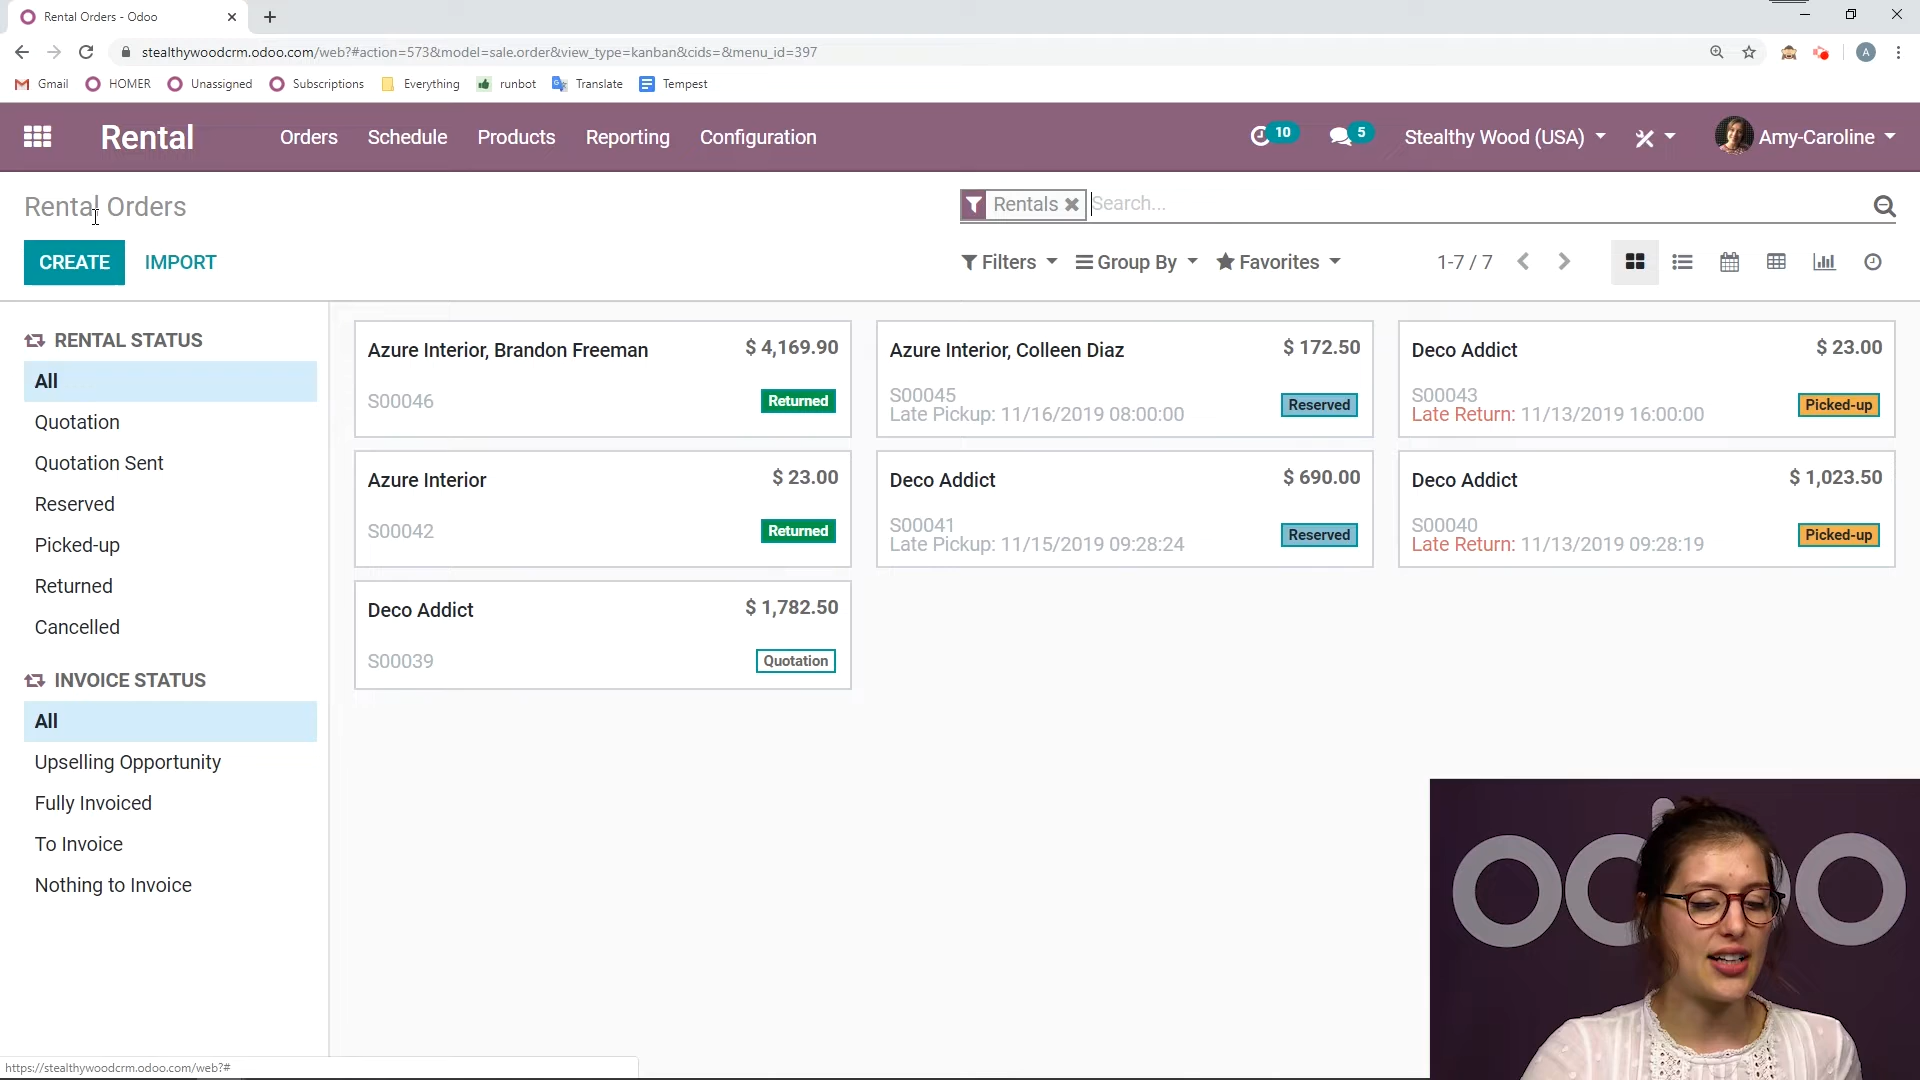 Rental Orders - Odoo
stealthywoodcrm.odoo.com/web?#action=573&model=sale.order&view_type=kanban&cids=&menu_id=397
A
Gmail
HOMER
Unassigned
Subscriptions
Everything
runbot
Translate
Tempest
Rental
Orders
Schedule
Products
Reporting
Configuration
10
5
Stealthy Wood (USA)
Amy-Caroline
Rental Orders
Rentals
Search...
CREATE
IMPORT
Filters
Group By
Favorites
1-7 / 7
RENTAL STATUS
All
Quotation
Quotation Sent
Reserved
Picked-up
Returned
Cancelled
INVOICE STATUS
All
Upselling Opportunity
Fully Invoiced
To Invoice
Nothing to Invoice
Azure Interior, Brandon Freeman
$ 4,169.90
S00046
Returned
Azure Interior, Colleen Diaz
$ 172.50
S00045
Late Pickup: 11/16/2019 08:00:00
Reserved
Deco Addict
$ 23.00
S00043
Late Return: 11/13/2019 16:00:00
Picked-up
Azure Interior
$ 23.00
S00042
Returned
Deco Addict
$ 690.00
S00041
Late Pickup: 11/15/2019 09:28:24
Reserved
Deco Addict
$ 1,023.50
S00040
Late Return: 11/13/2019 09:28:19
Picked-up
Deco Addict
$ 1,782.50
S00039
Quotation
odoo
https://stealthywoodcrm.odoo.com/web?#